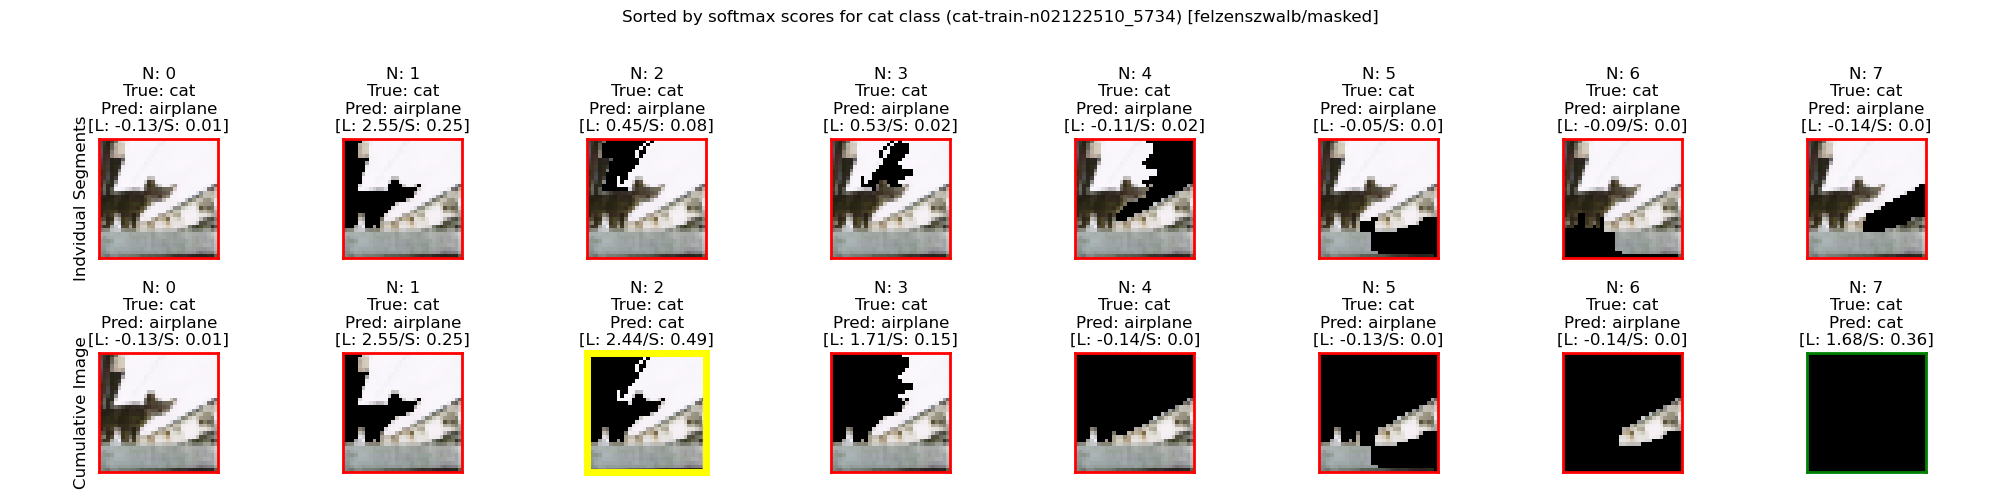 Sorted by softmax scores for cat class (cat-train-n02122510_5734) [felzenszwalb/masked]
Indvidual Segments
N: 0
True: cat
Pred: airplane
[L: -0.13/S: 0.01]
N: 1
True: cat
Pred: airplane
[L: 2.55/S: 0.25]
N: 2
True: cat
Pred: airplane
[L: 0.45/S: 0.08]
N: 3
True: cat
Pred: airplane
[L: 0.53/S: 0.02]
N: 4
True: cat
Pred: airplane
[L: -0.11/S: 0.02]
N: 5
True: cat
Pred: airplane
[L: -0.05/S: 0.0]
N: 6
True: cat
Pred: airplane
[L: -0.09/S: 0.0]
N: 7
True: cat
Pred: airplane
[L: -0.14/S: 0.0]
Cumulative Image
N: 0
True: cat
Pred: airplane
[L: -0.13/S: 0.01]
N: 1
True: cat
Pred: airplane
[L: 2.55/S: 0.25]
N: 2
True: cat
Pred: cat
[L: 2.44/S: 0.49]
N: 3
True: cat
Pred: airplane
[L: 1.71/S: 0.15]
N: 4
True: cat
Pred: airplane
[L: -0.14/S: 0.0]
N: 5
True: cat
Pred: airplane
[L: -0.13/S: 0.0]
N: 6
True: cat
Pred: airplane
[L: -0.14/S: 0.0]
N: 7
True: cat
Pred: cat
[L: 1.68/S: 0.36]